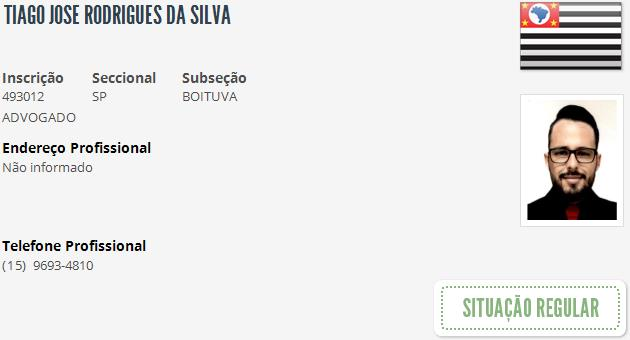 TIAGO JOSE RODRIGUES DA SILVA
Inscrição Seccional Subseção
493012 SP BOITUVA
ADVOGADO
Endereço Profissional
Não informado
Telefone Profissional
(15) 9693-4810
SITUAÇÃO REGULAR